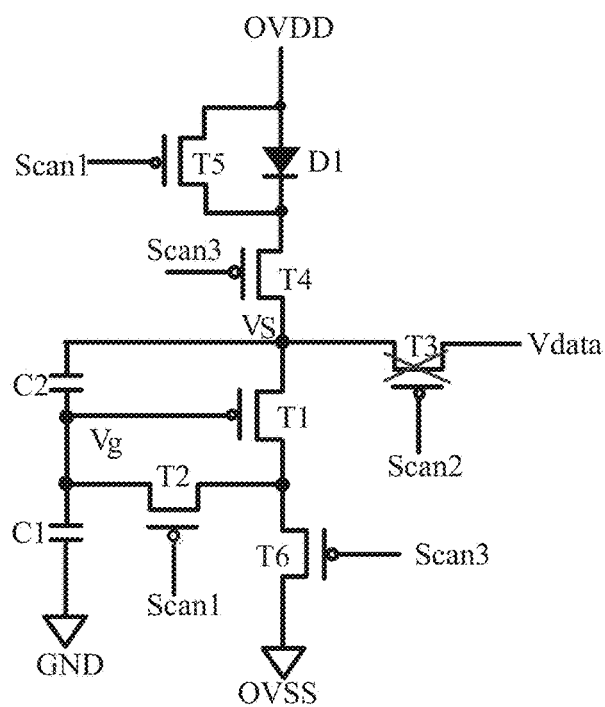 OVDD
Scan1
T5
D1
Scan3
T4
VS
T3
Vdata
C2
T1
Vg
Scan2
T2
C1
T6
Scan3
Scan1
GND
OVSS